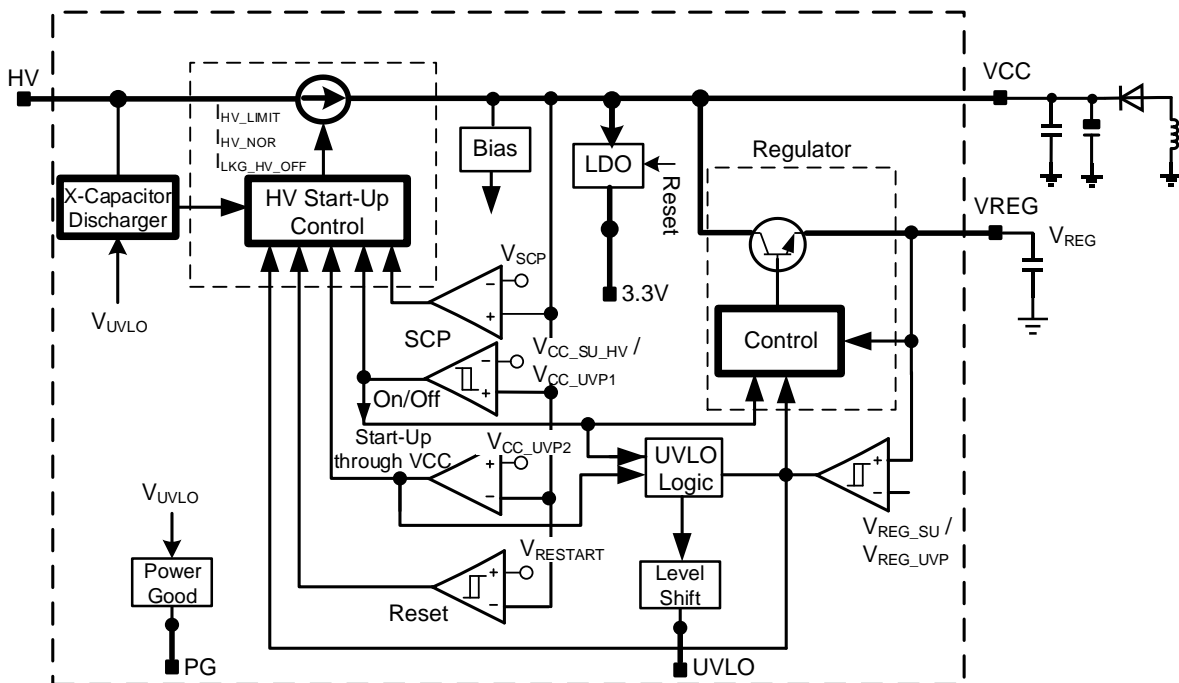 HV
VCC
I_HV_LIMIT
I_HV_NOR
I_LKG_HV_OFF
Bias
LDO
Reset
Regulator
X-Capacitor
Discharger
HV Start-Up
Control
VREG
V_REG
V_SCP
3.3V
V_UVLO
SCP
Control
V_CC_SU_HV /
V_CC_UVP1
On/Off
Start-Up
through VCC
V_CC_UVP2
UVLO
Logic
V_UVLO
V_REG_SU /
V_REG_UVP
V_RESTART
Power
Good
Level
Shift
Reset
PG
UVLO